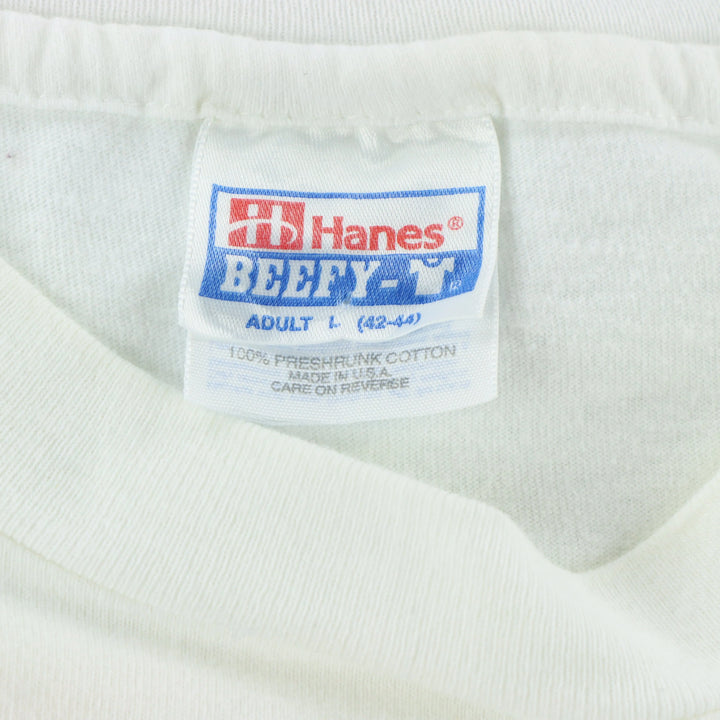 Hanes®
BEEFY-
ADULT L (42-44)
100% PRESHRUNK COTTON
MADE IN U.S.A.
CARE ON REVERSE